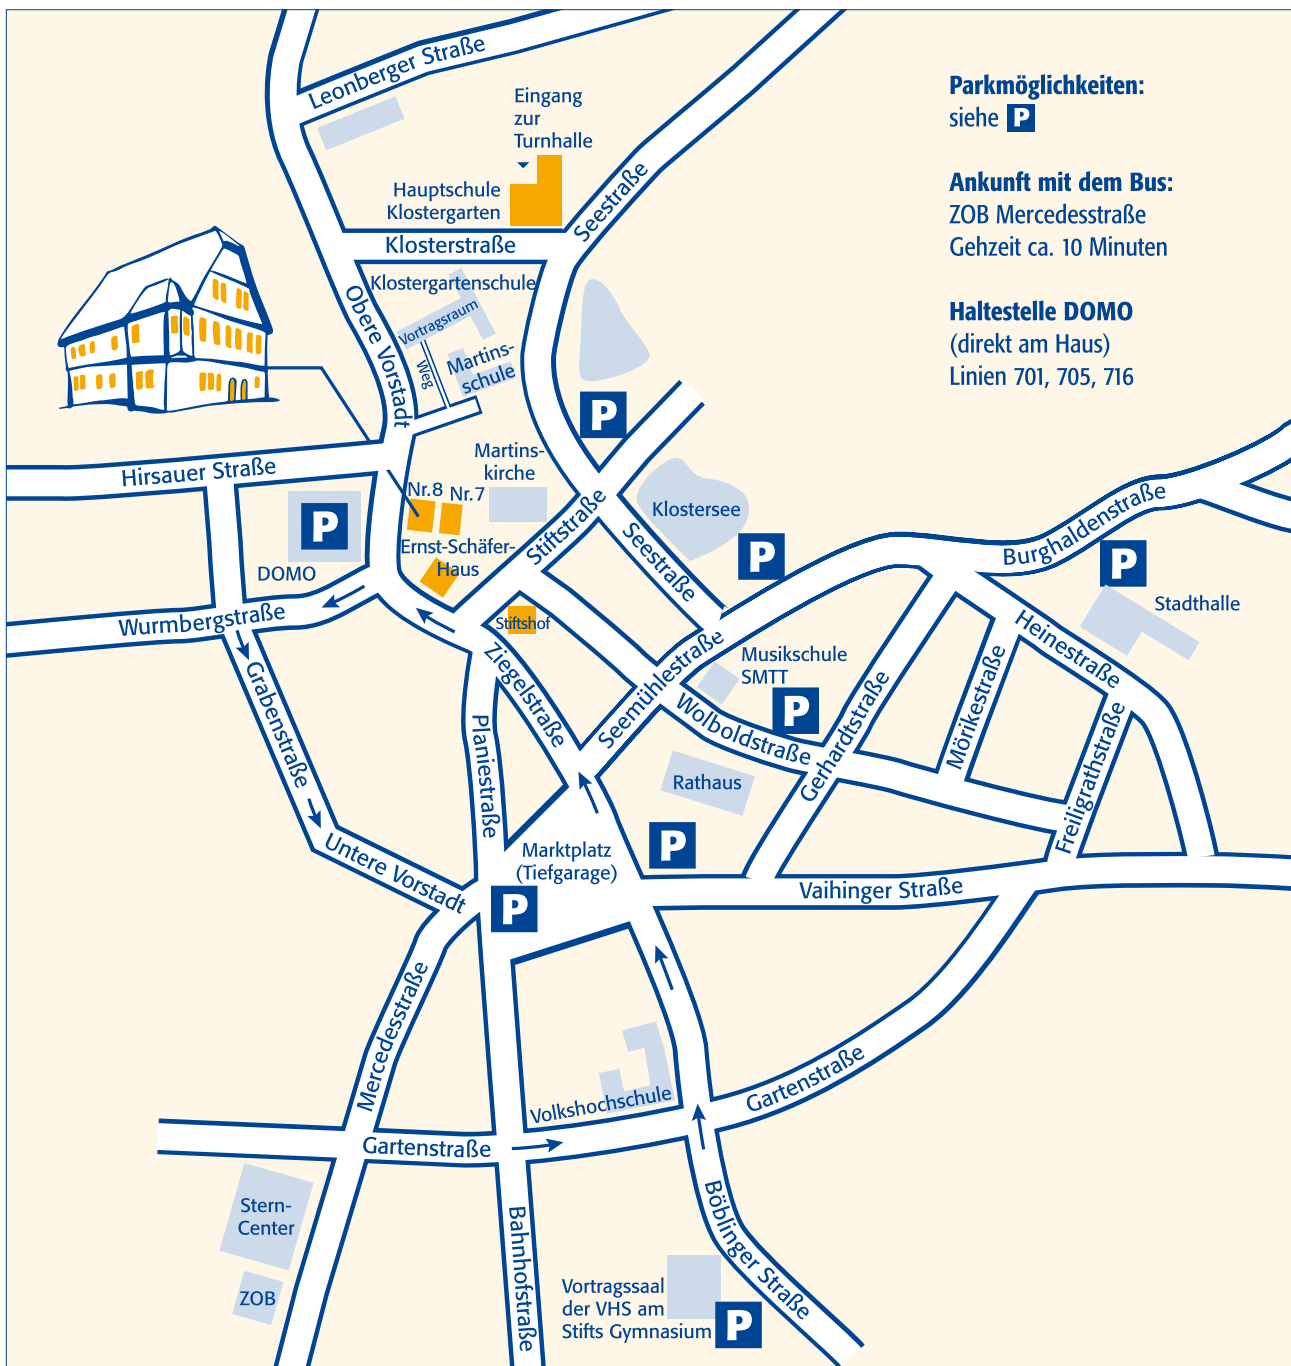 Leonberger Straße
Eingang
zur
Turnhalle
Hauptschule
Klostergarten
Seestraße
Klosterstraße
Parkmöglichkeiten:
siehe P
Ankunft mit dem Bus:
ZOB Mercedesstraße
Gehzeit ca. 10 Minuten
Haltestelle DOMO
(direkt am Haus)
Linien 701, 705, 716
Klostergartenschule
Obere Vorstadt
Vortragsraum
Weg
Martins-
schule
P
Hirsauer Straße
Martins-
kirche
Nr.8
Nr.7
Stiftstraße
Klostersee
P
DOMO
Ernst-Schäfer-
Haus
Seestraße
P
Burghaldenstraße
P
Stadthalle
Wurmbergstraße
Stiftshof
Heinestraße
Ziegelstraße
Seemühlestraße
Musikschule
SMTT
P
Grabenstraße
Planiestraße
Wolboldstraße
Gerhardtstraße
Mörikestraße
Freiligrathstraße
Rathaus
Untere Vorstadt
Marktplatz
(Tiefgarage)
P
P
Vaihinger Straße
Mercedesstraße
Volkshochschule
Gartenstraße
Gartenstraße
Stern-
Center
ZOB
Bahnhofstraße
Böblinger Straße
Vortragssaal
der VHS am
Stifts Gymnasium
P